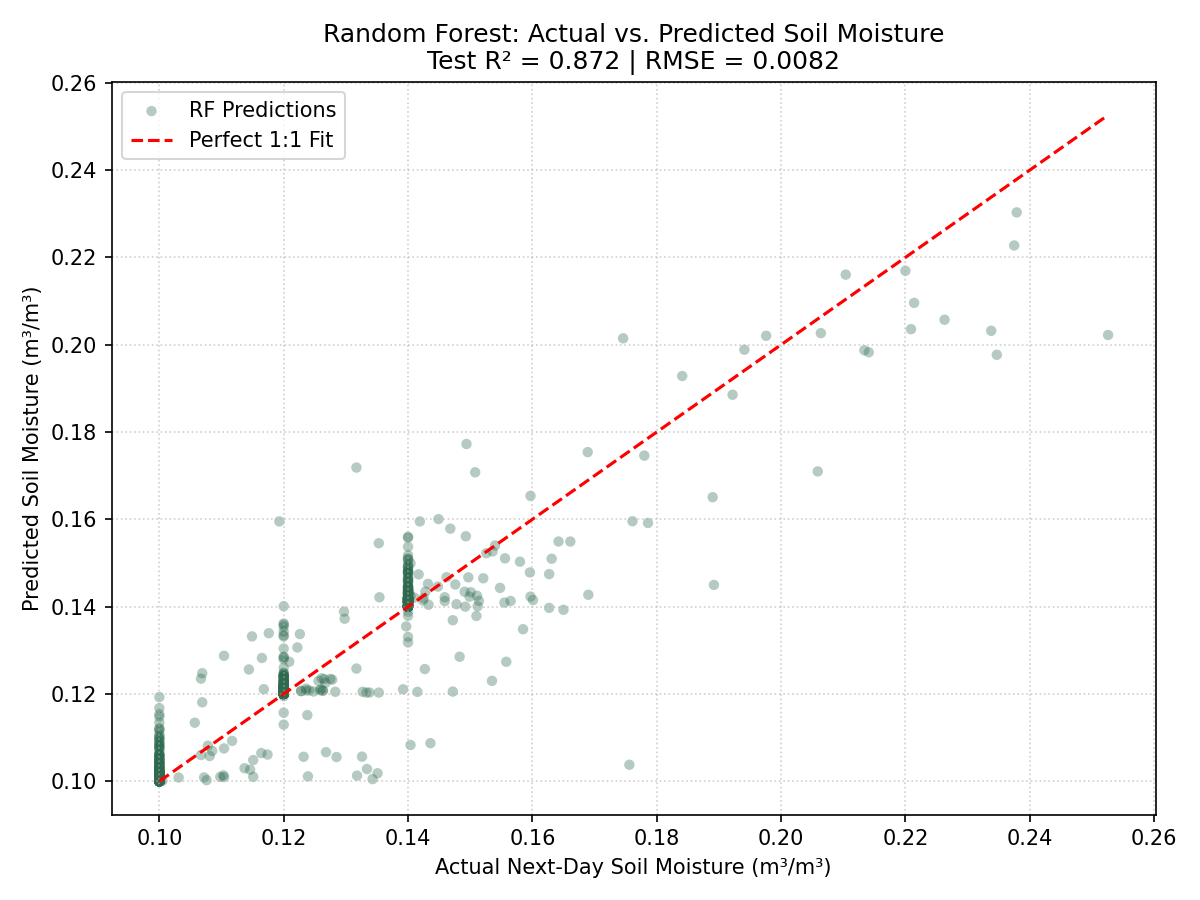 Random Forest: Actual vs. Predicted Soil Moisture
Test R² = 0.872 | RMSE = 0.0082
RF Predictions
Perfect 1:1 Fit
Predicted Soil Moisture (m³/m³)
0.26
0.24
0.22
0.20
0.18
0.16
0.14
0.12
0.10
0.10 0.12 0.14 0.16 0.18 0.20 0.22 0.24 0.26
Actual Next-Day Soil Moisture (m³/m³)